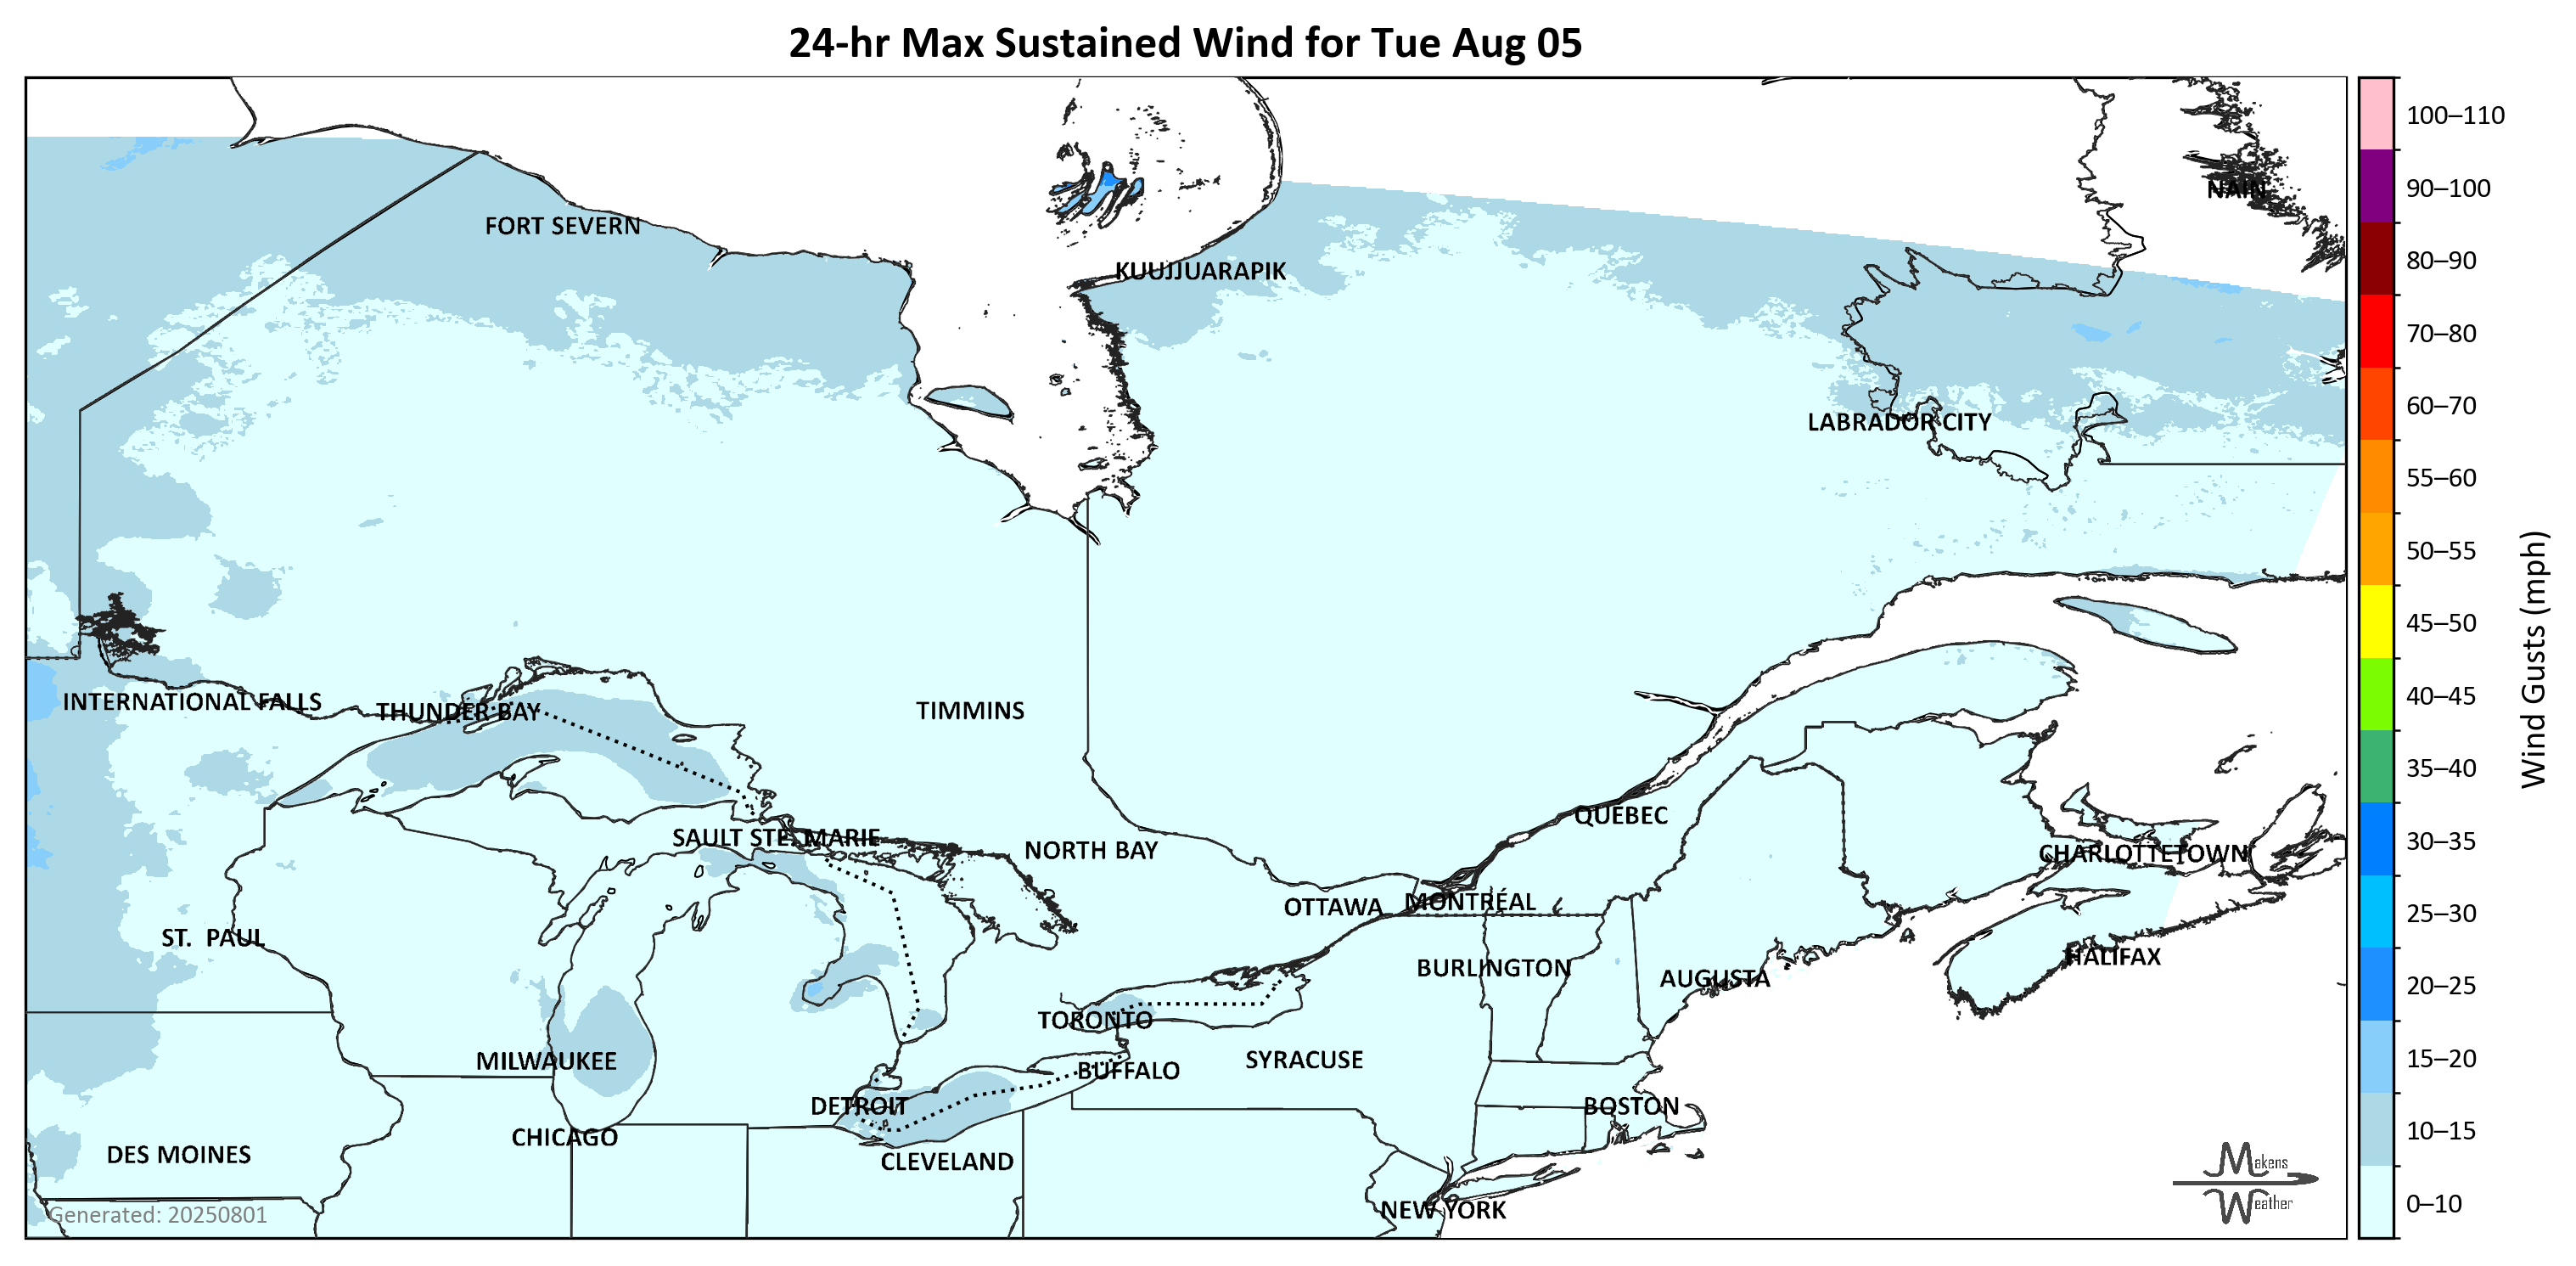 24-hr Max Sustained Wind for Tue Aug 05
100–110
90–100
80–90
70–80
60–70
55–60
50–55
45–50
40–45
35–40
30–35
25–30
20–25
15–20
10–15
0–10
Wind Gusts (mph)
NAIN
FORT SEVERN
KUUJJUARAPIK
LABRADOR CITY
INTERNATIONAL FALLS
THUNDER BAY
TIMMINS
QUEBEC
SAULT STE. MARIE
NORTH BAY
CHARLOTTETOWN
OTTAWA
MONTRÉAL
ST. PAUL
HALIFAX
BURLINGTON
AUGUSTA
TORONTO
MILWAUKEE
SYRACUSE
BUFFALO
DETROIT
BOSTON
CHICAGO
DES MOINES
CLEVELAND
NEW YORK
Generated: 20250801
Makens
Weather